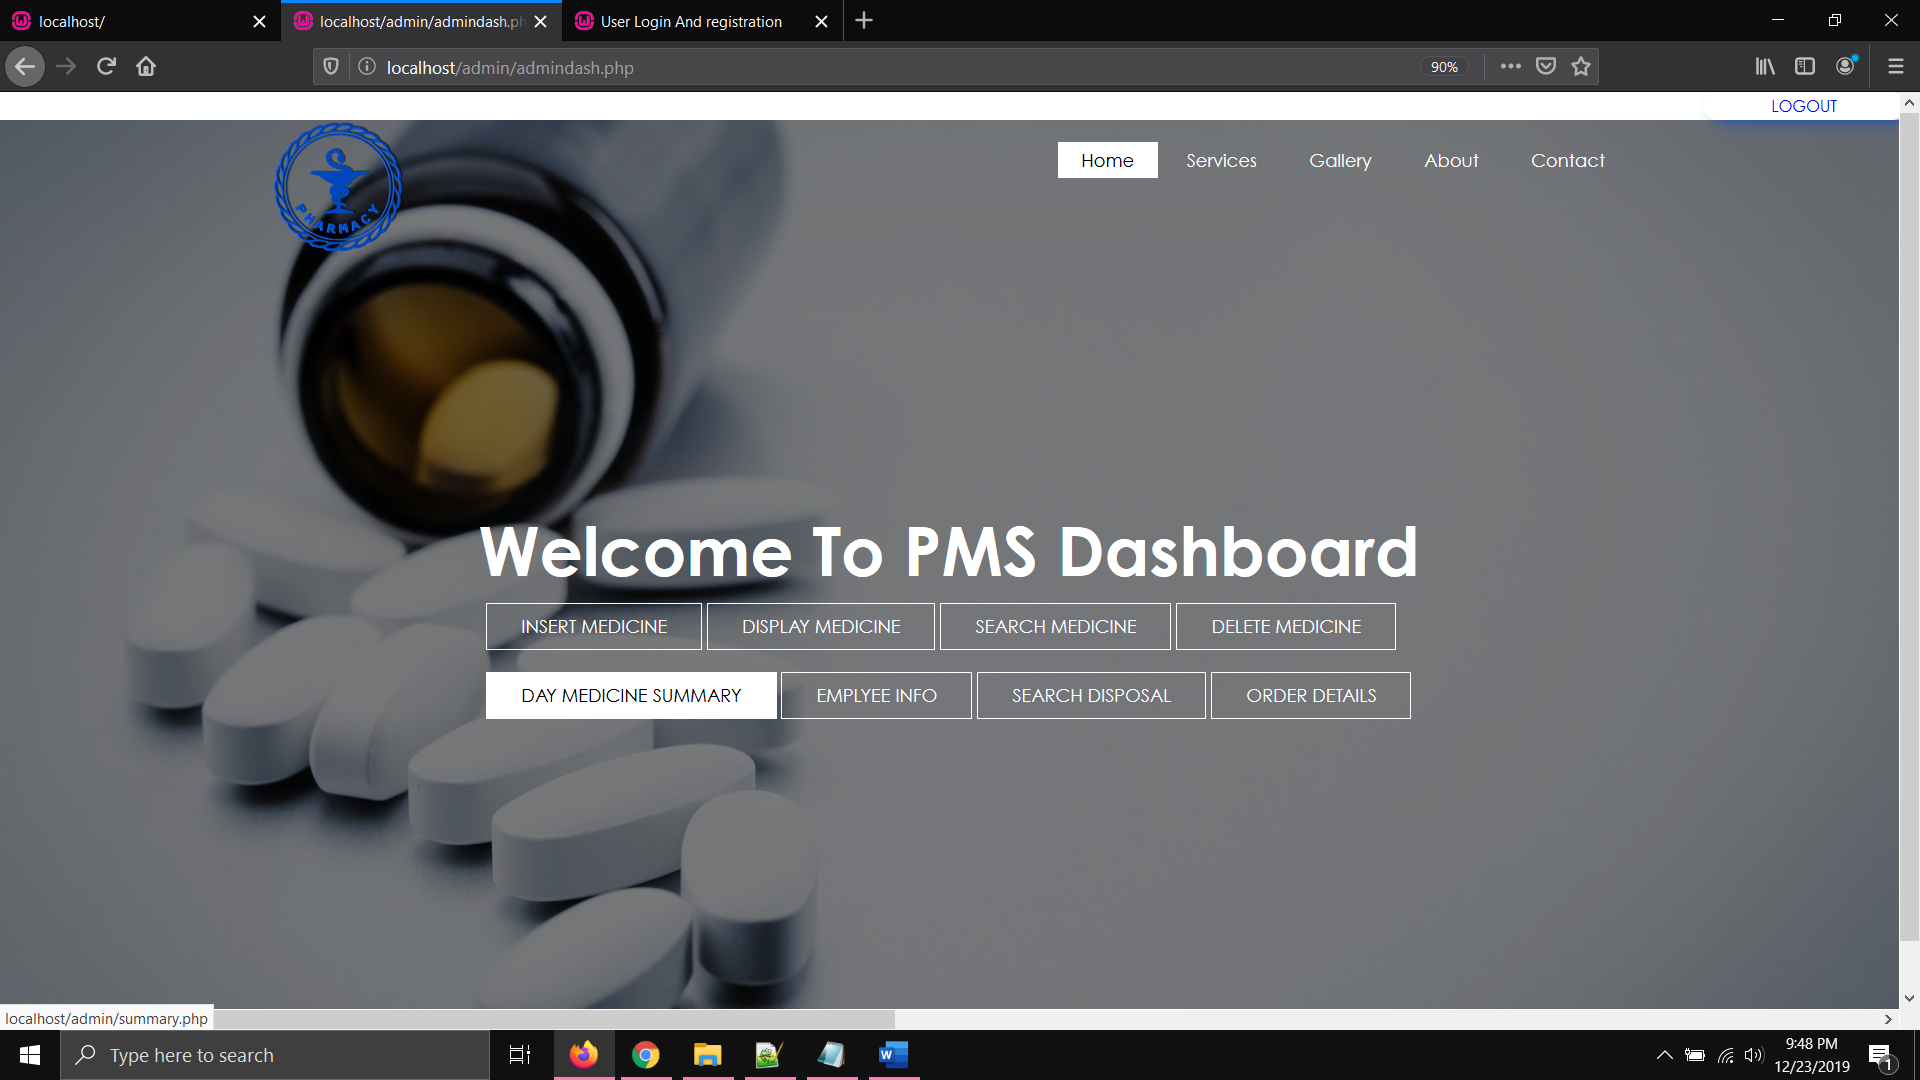 localhost/
localhost/admin/admindash.ph
User Login And registration
localhost/admin/admindash.php
90%
LOGOUT
PHARMACY
Home Services Gallery About Contact
Welcome To PMS Dashboard
INSERT MEDICINE DISPLAY MEDICINE SEARCH MEDICINE DELETE MEDICINE
DAY MEDICINE SUMMARY EMPLYEE INFO SEARCH DISPOSAL ORDER DETAILS
localhost/admin/summary.php
Type here to search
W
9:48 PM
12/23/2019
1